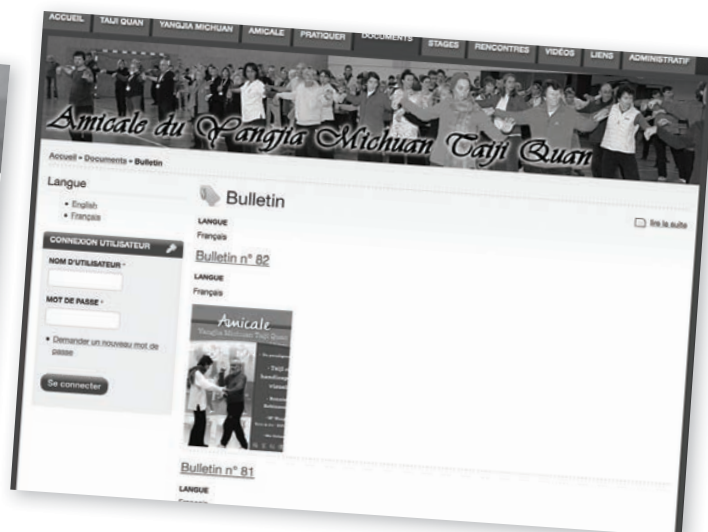 ACCUEIL TAIJI QUAN YANGJIA MICHUAN AMICALE PRATIQUER DOCUMENTS STAGES RENCONTRES VIDÉOS LIENS ADMINISTRATIF
Amicale du Yangjia Michuan Taiji Quan
Accueil » Documents » Bulletin
Langue
• English
• Français
CONNEXION UTILISATEUR
NOM D'UTILISATEUR *
MOT DE PASSE *
• Demander un nouveau mot de
passe
Se connecter
Bulletin
lire la suite
LANGUE
Français
Bulletin n° 82
LANGUE
Français
Amicale
Yangjia Michuan Taiji Quan
Bulletin n° 81
LANGUE